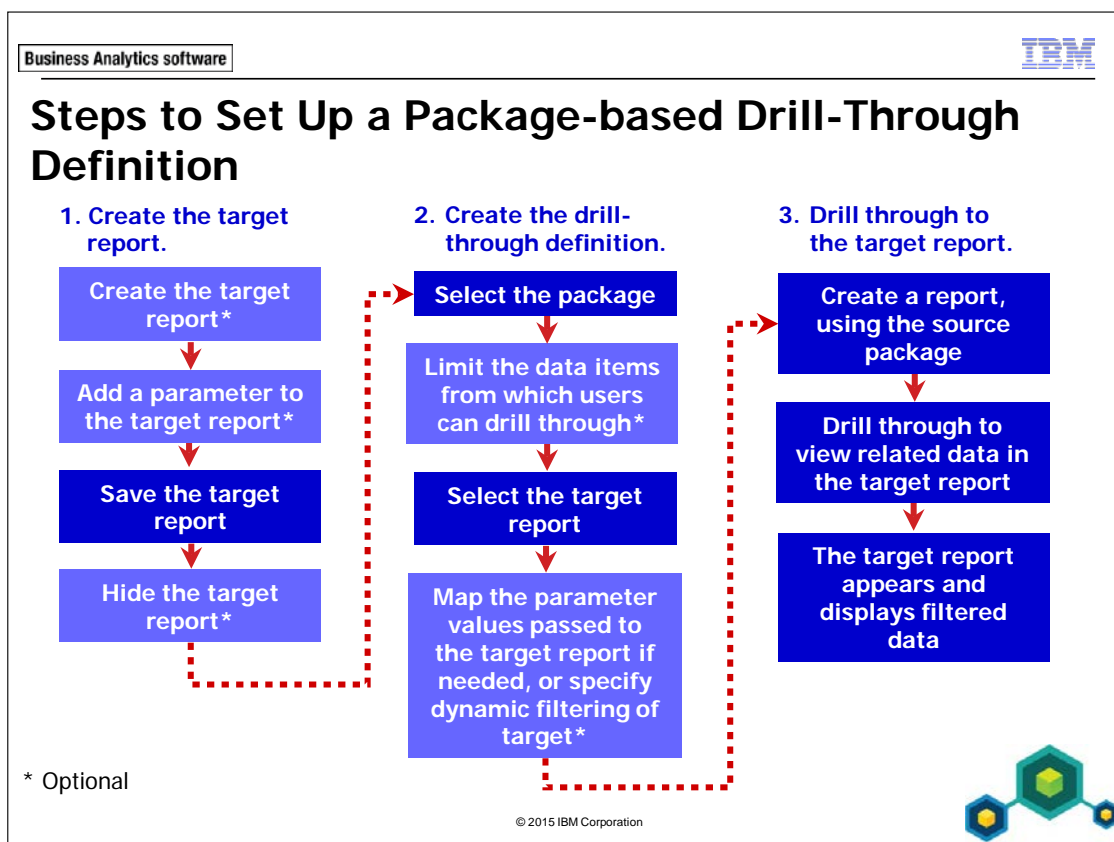 Business Analytics software
IBM
Steps to Set Up a Package-based Drill-Through
Definition
1. Create the target
report.
Create the target
report*
Add a parameter to
the target report*
Save the target
report
Hide the target
report*
2. Create the drill-
through definition.
Select the package
Limit the data items
from which users
can drill through*
Select the target
report
Map the parameter
values passed to
the target report if
needed, or specify
dynamic filtering of
target*
3. Drill through to
the target report.
Create a report,
using the source
package
Drill through to
view related data in
the target report
The target report
appears and
displays filtered
data
* Optional
© 2015 IBM Corporation